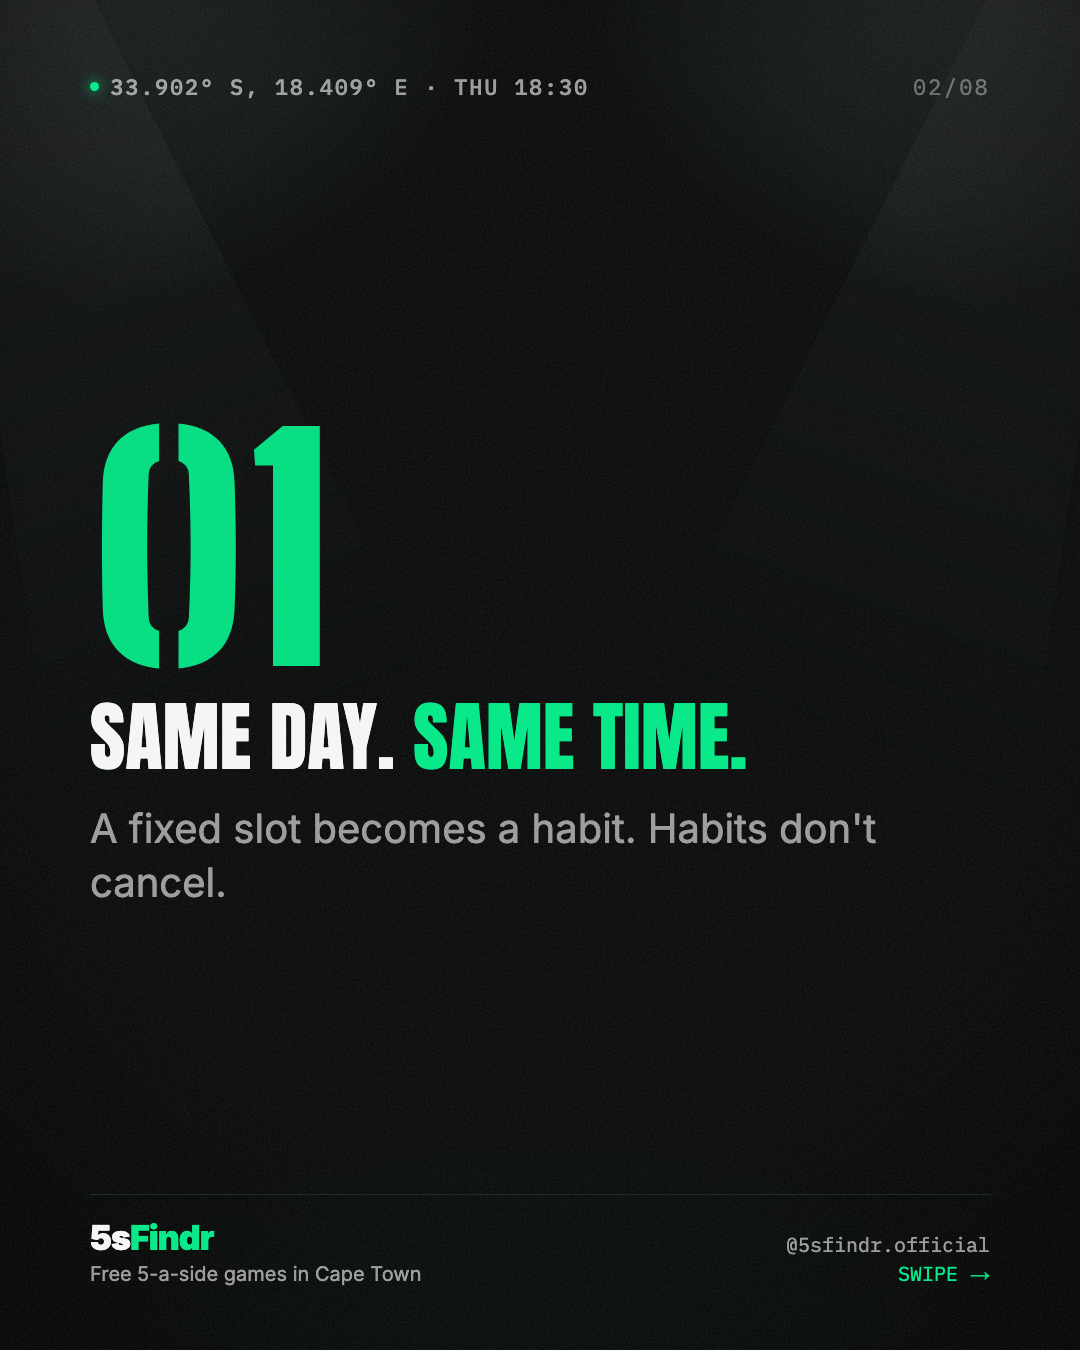 33.902° S, 18.409° E · THU 18:30
02/08
01
SAME DAY. SAME TIME.
A fixed slot becomes a habit. Habits don't
cancel.
5sFindr
Free 5-a-side games in Cape Town
@5sfindr.official
SWIPE →